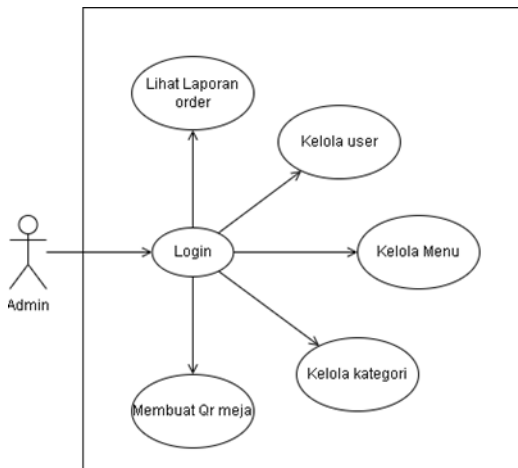 Lihat Laporan
order
Kelola user
Login
Kelola Menu
Admin
Kelola kategori
Membuat Qr meja